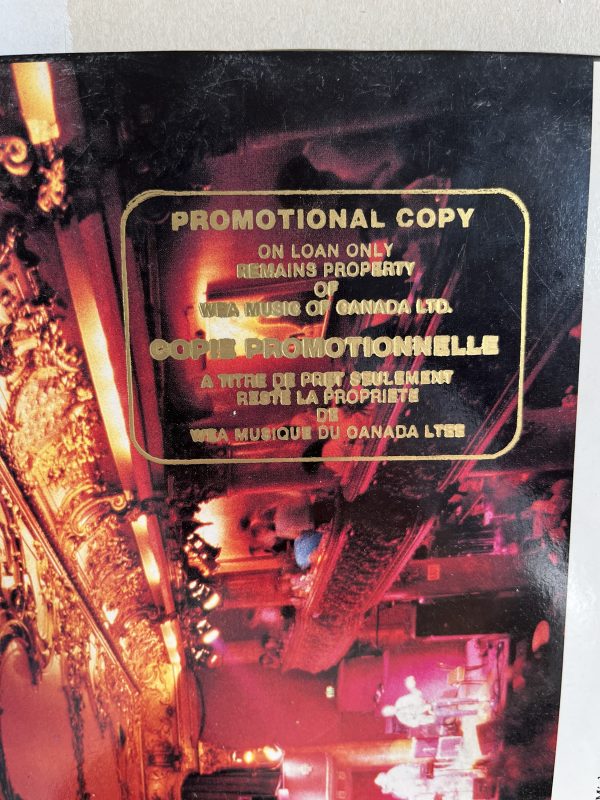 PROMOTIONAL COPY
ON LOAN ONLY
REMAINS PROPERTY
OF
WEA MUSIC OF CANADA LTD.
COPIE PROMOTIONNELLE
A TITRE DE PRET SEULEMENT
RESTE LA PROPRIETE
DE
WEA MUSIQUE DU CANADA LTEE